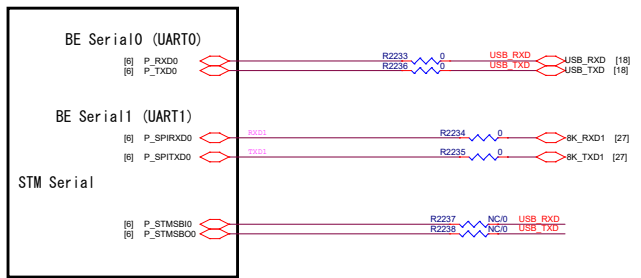 BE Serial0 (UART0)
[6] P_RXD0 R2233 0 USB_RXD USB_RXD [18]
[6] P_TXD0 R2236 0 USB_TXD USB_TXD [18]
BE Serial1 (UART1)
[6] P_SPIRXD0 RXD1 R2234 0 8K_RXD1 [27]
[6] P_SPITXD0 TXD1 R2235 0 8K_TXD1 [27]
STM Serial
[6] P_STMSBI0 R2237 NC/0 USB_RXD
[6] P_STMSBO0 R2238 NC/0 USB_TXD